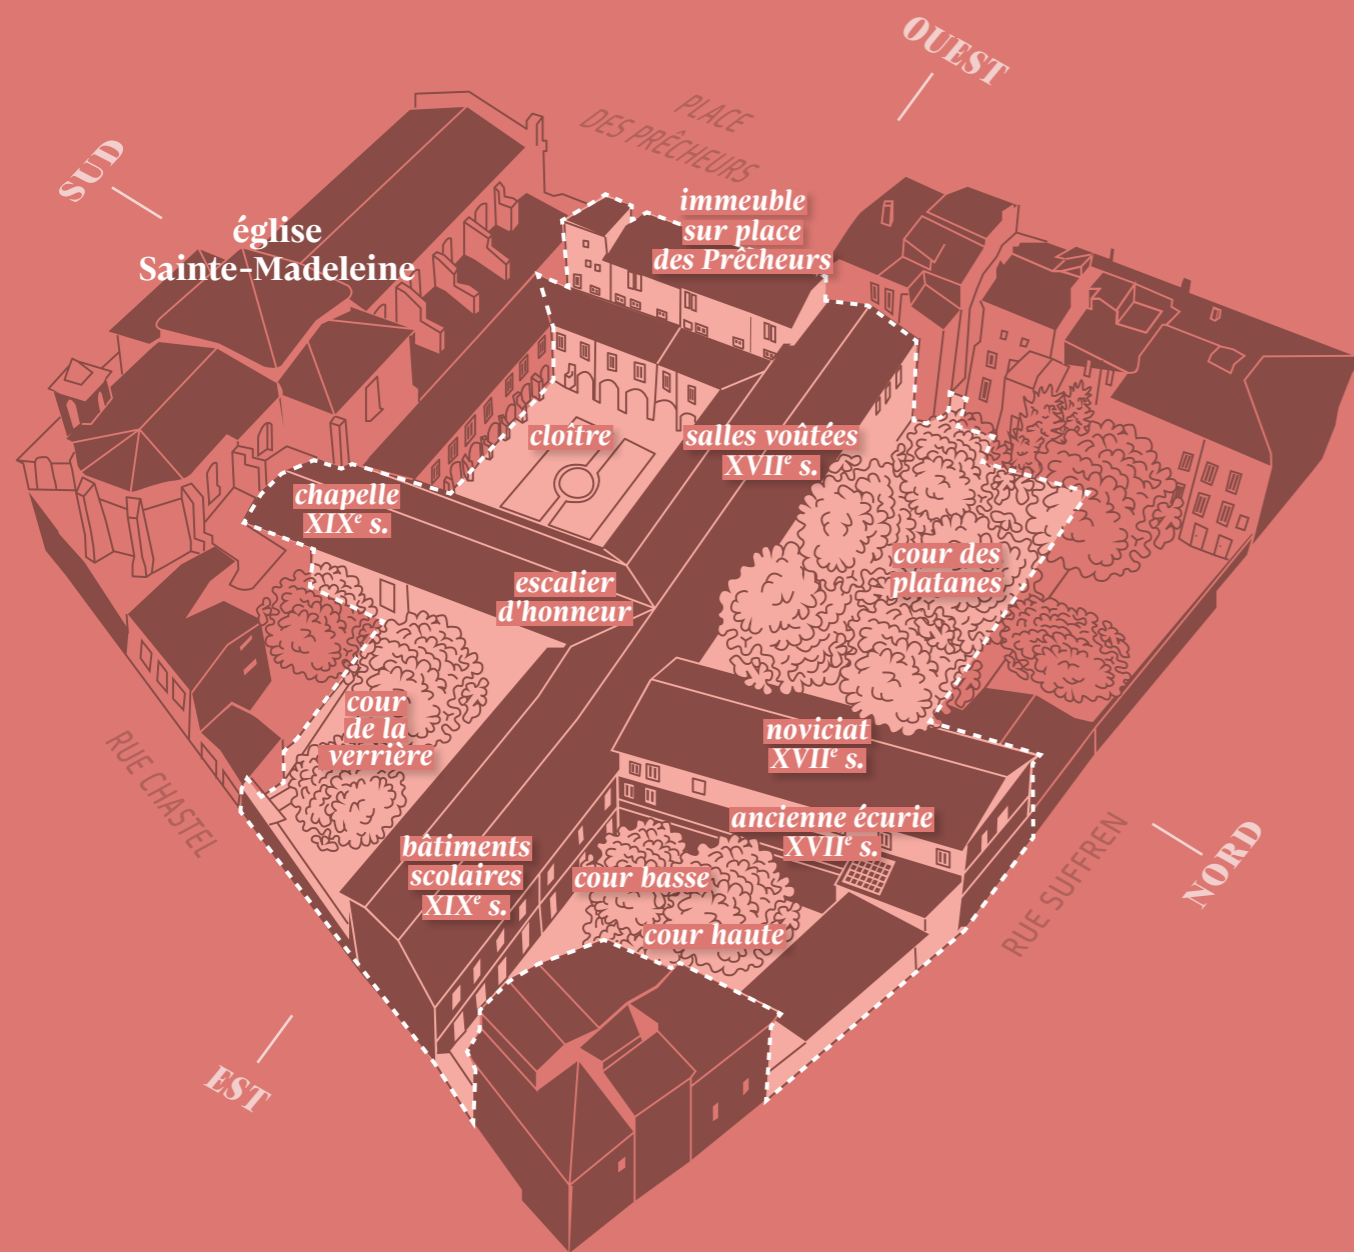 OUEST
PLACE
DES PRÊCHEURS
SUD
immeuble
sur place
des Prêcheurs
église
Sainte-Madeleine
cloître
salles voûtées
XVIIᵉ s.
chapelle
XIXᵉ s.
cour des
platanes
escalier
d'honneur
cour
de la
verrière
noviciat
XVIIᵉ s.
RUE CHASTEL
ancienne écurie
XVIIᵉ s.
bâtiments
scolaires
XIXᵉ s.
cour basse
cour haute
RUE SUFFREN
NORD
EST